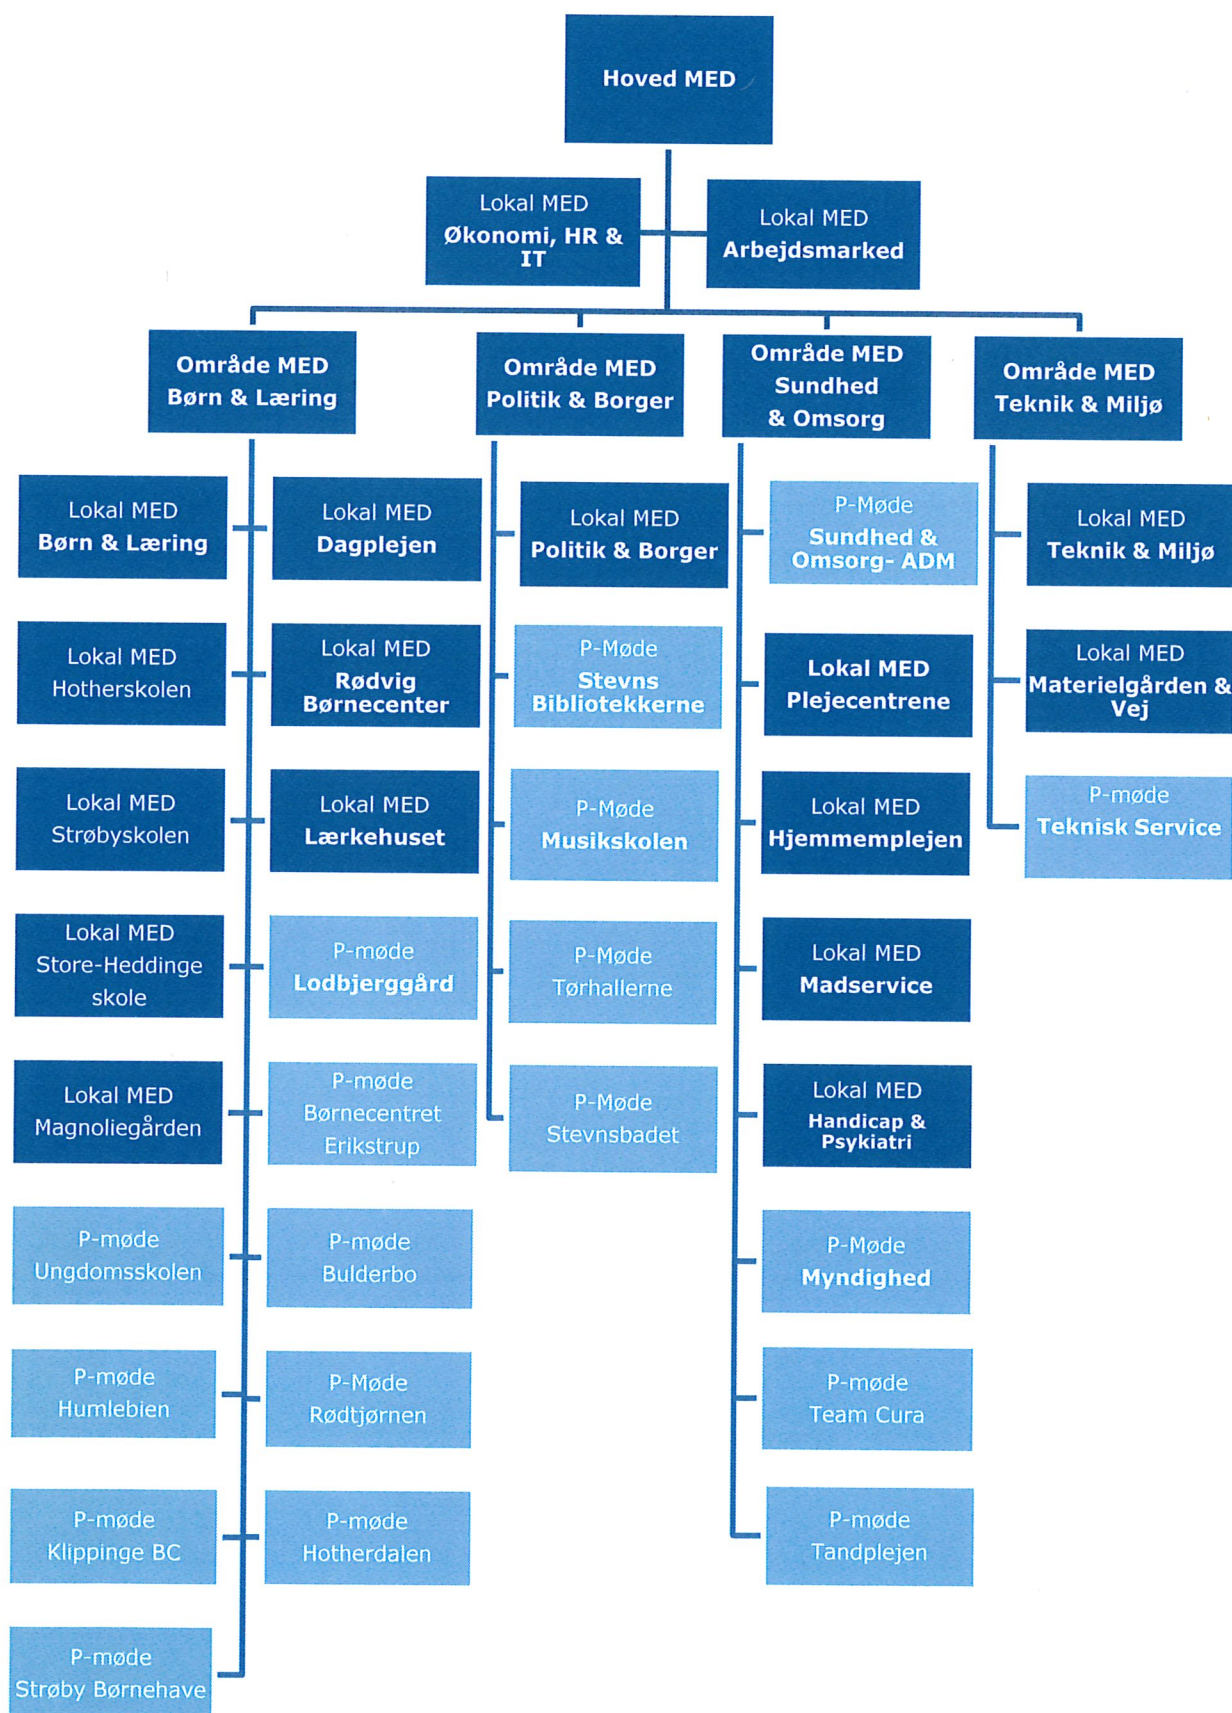 Hoved MED
Lokal MED
Økonomi, HR &
IT
Lokal MED
Arbejdsmarked
Område MED
Børn & Læring
Område MED
Politik & Borger
Område MED
Sundhed
& Omsorg
Område MED
Teknik & Miljø
Lokal MED
Børn & Læring
Lokal MED
Dagplejen
Lokal MED
Politik & Borger
P-Møde
Sundhed &
Omsorg- ADM
Lokal MED
Teknik & Miljø
Lokal MED
Hotherskolen
Lokal MED
Rødvig
Børnecenter
P-Møde
Stevns
Bibliotekkerne
Lokal MED
Plejecentrene
Lokal MED
Materielgården &
Vej
Lokal MED
Strøbyskolen
Lokal MED
Lærkehuset
P-Møde
Musikskolen
Lokal MED
Hjemmemplejen
P-møde
Teknisk Service
Lokal MED
Store-Heddinge
skole
P-møde
Lodbjerggård
P-Møde
Tørhallerne
Lokal MED
Madservice
Lokal MED
Magnoliegården
P-møde
Børnecentret
Erikstrup
P-Møde
Stevnsbadet
Lokal MED
Handicap &
Psykiatri
P-møde
Ungdomsskolen
P-møde
Bulderbo
P-Møde
Myndighed
P-møde
Humlebien
P-Møde
Rødtjørnen
P-møde
Team Cura
P-møde
Klippinge BC
P-møde
Hotherdalen
P-møde
Tandplejen
P-møde
Strøby Børnehave